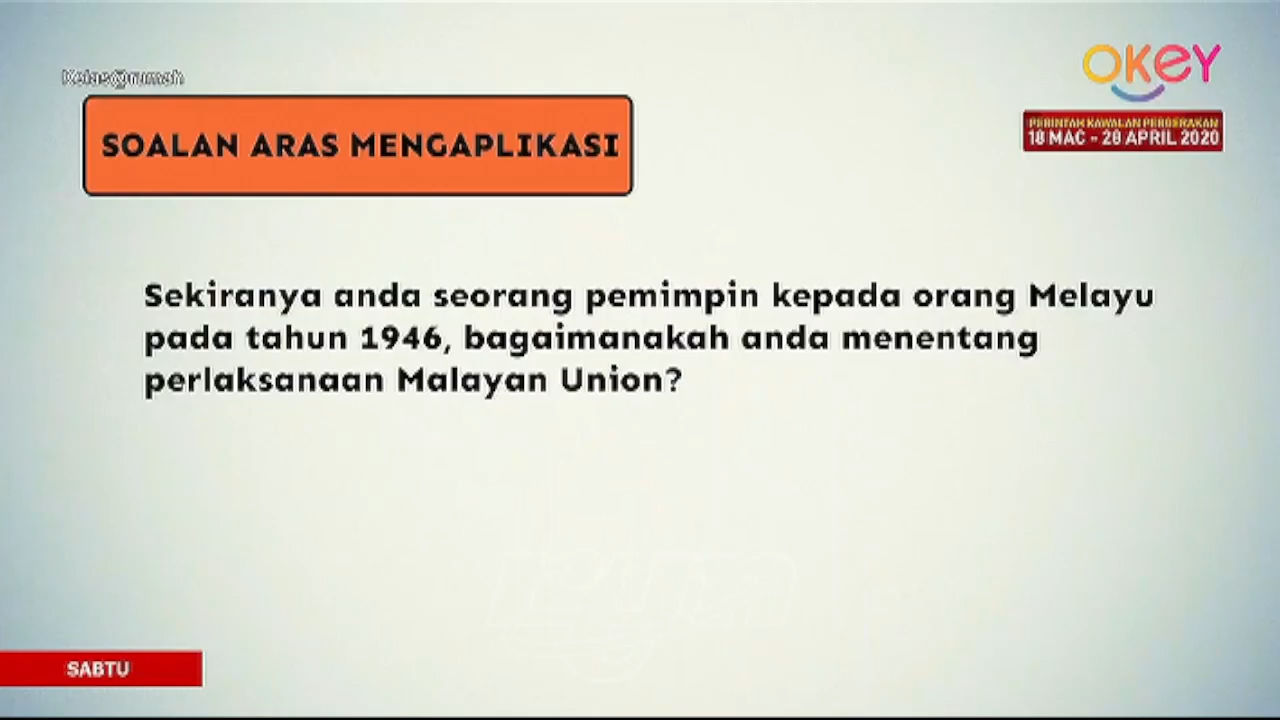 Kelas@rumah
OKEY
PERINTAH KAWALAN PERGERAKAN
18 MAC - 28 APRIL 2020
SOALAN ARAS MENGAPLIKASI
Sekiranya anda seorang pemimpin kepada orang Melayu
pada tahun 1946, bagaimanakah anda menentang
perlaksanaan Malayan Union?
SABTU